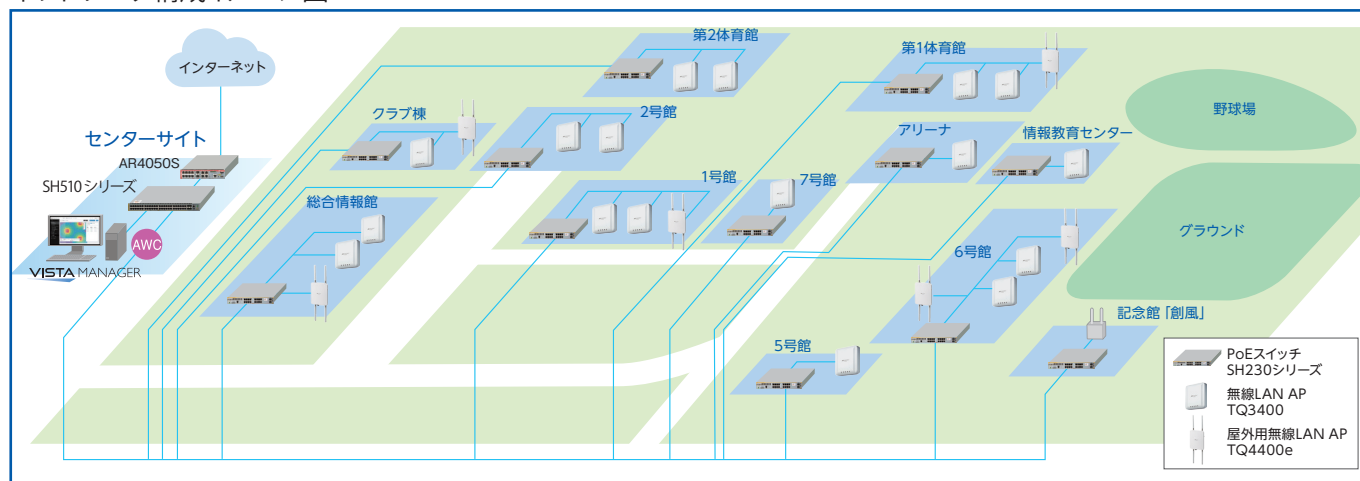 インターネット
センターサイト
AR4050S
SH510シリーズ
AWC
VISTA MANAGER
クラブ棟
総合情報館
第2体育館
2号館
1号館
7号館
第1体育館
アリーナ
情報教育センター
野球場
グラウンド
6号館
5号館
記念館「創風」
PoEスイッチ
SH230シリーズ
無線LAN AP
TQ3400
屋外用無線LAN AP
TQ4400e